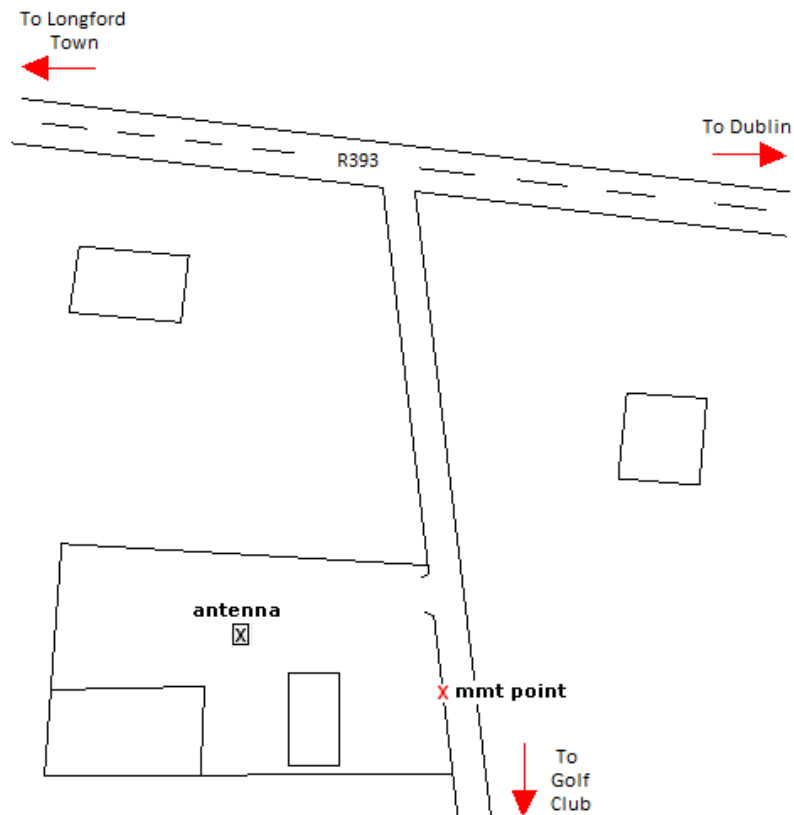 To Longford
Town
To Dublin
R393
antenna
X
X mmt point
To
Golf
Club